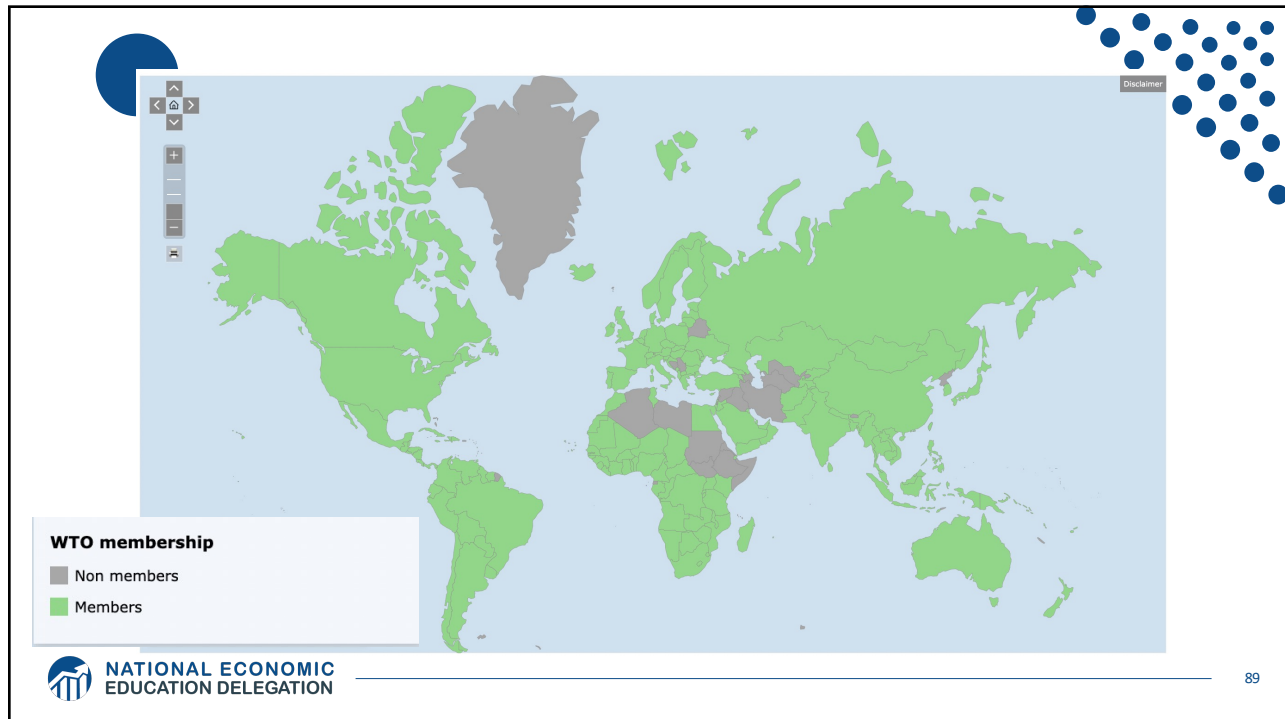 Disclaimer
WTO membership
Non members
Members
NATIONAL ECONOMIC
EDUCATION DELEGATION
89